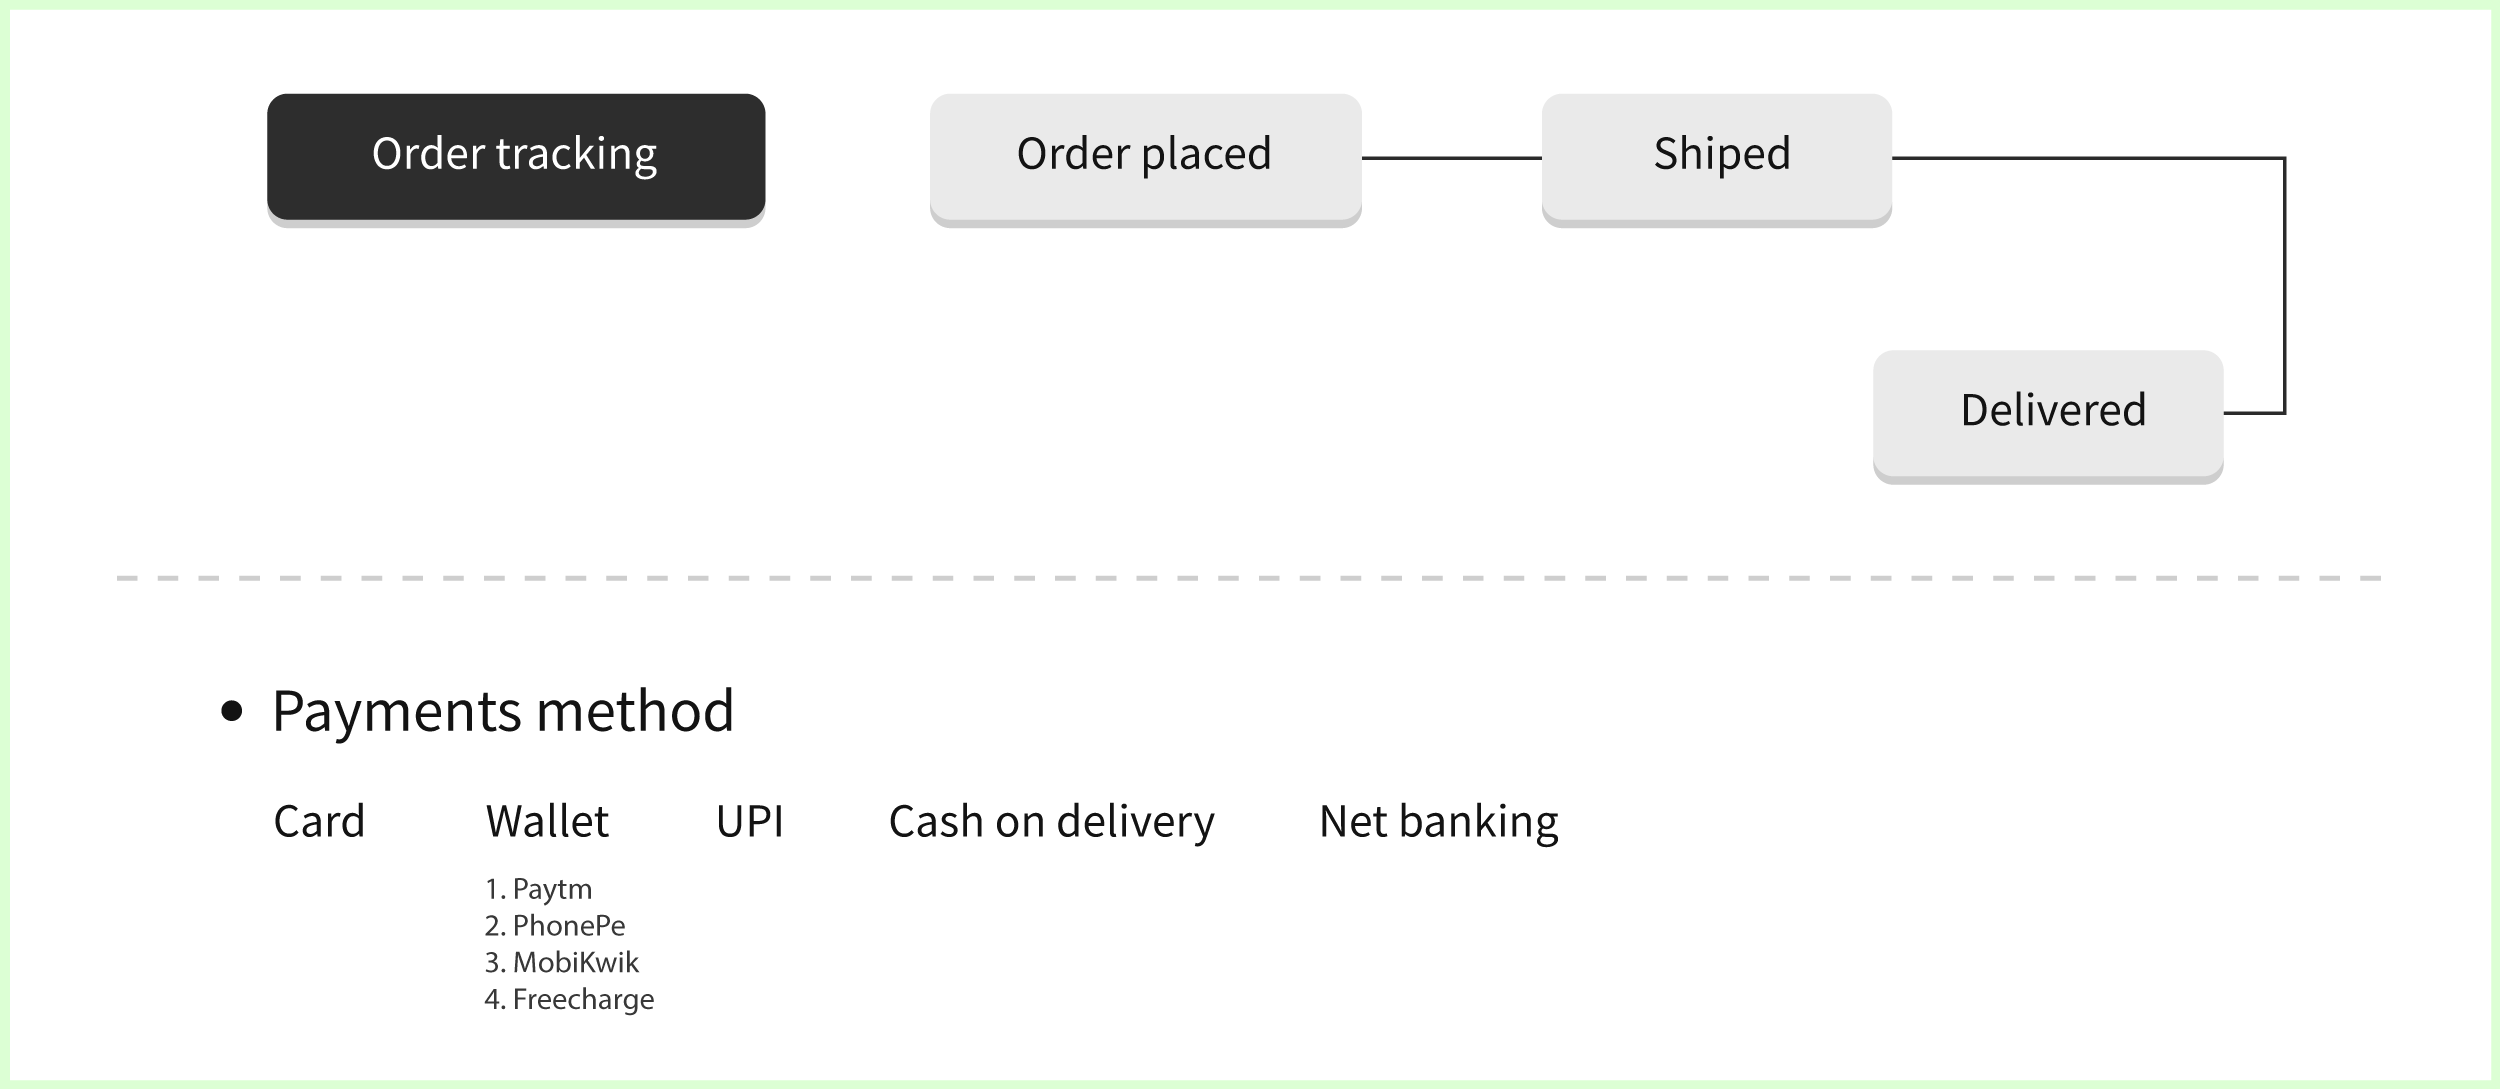 Order tracking
Order placed
Shiped
Delivered
Payments method
Card
Wallet
UPI
Cash on delivery
Net banking
1. Paytm
2. PhonePe
3. MobiKwik
4. Freecharge